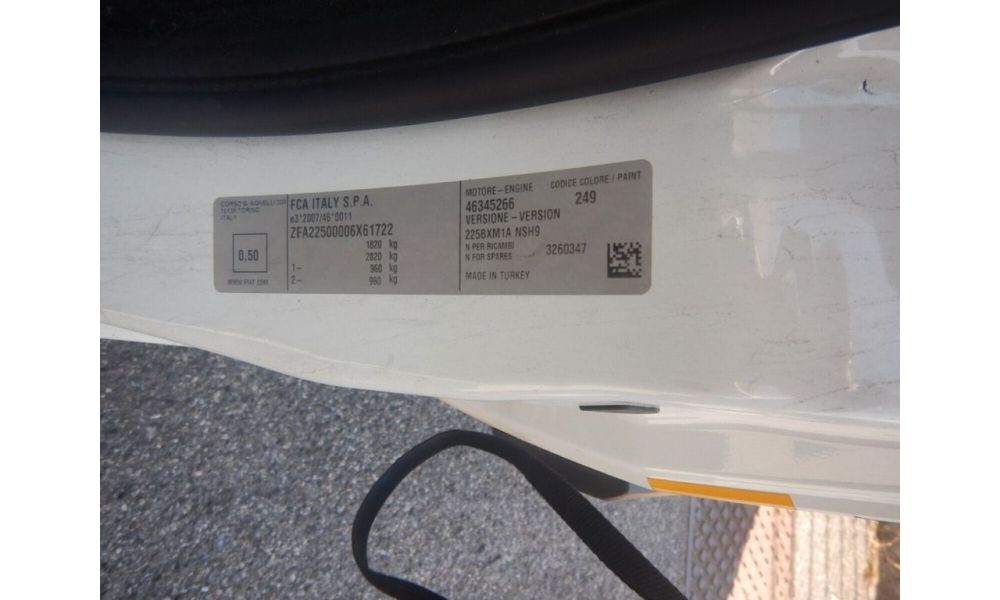 CORSO G. AGNELLI 200
10135 TORINO
ITALY
0.50
WWW.FIAT.COM
FCA ITALY S.P.A.
e3*2007/46*0011
ZFA22500006X61722
1820 kg
2820 kg
1– 960 kg
2– 960 kg
MOTORE–ENGINE
46345266
VERSIONE–VERSION
225BXM1A NSH9
N PER RICAMBI
N FOR SPARES 3260347
MADE IN TURKEY
CODICE COLORE / PAINT
249